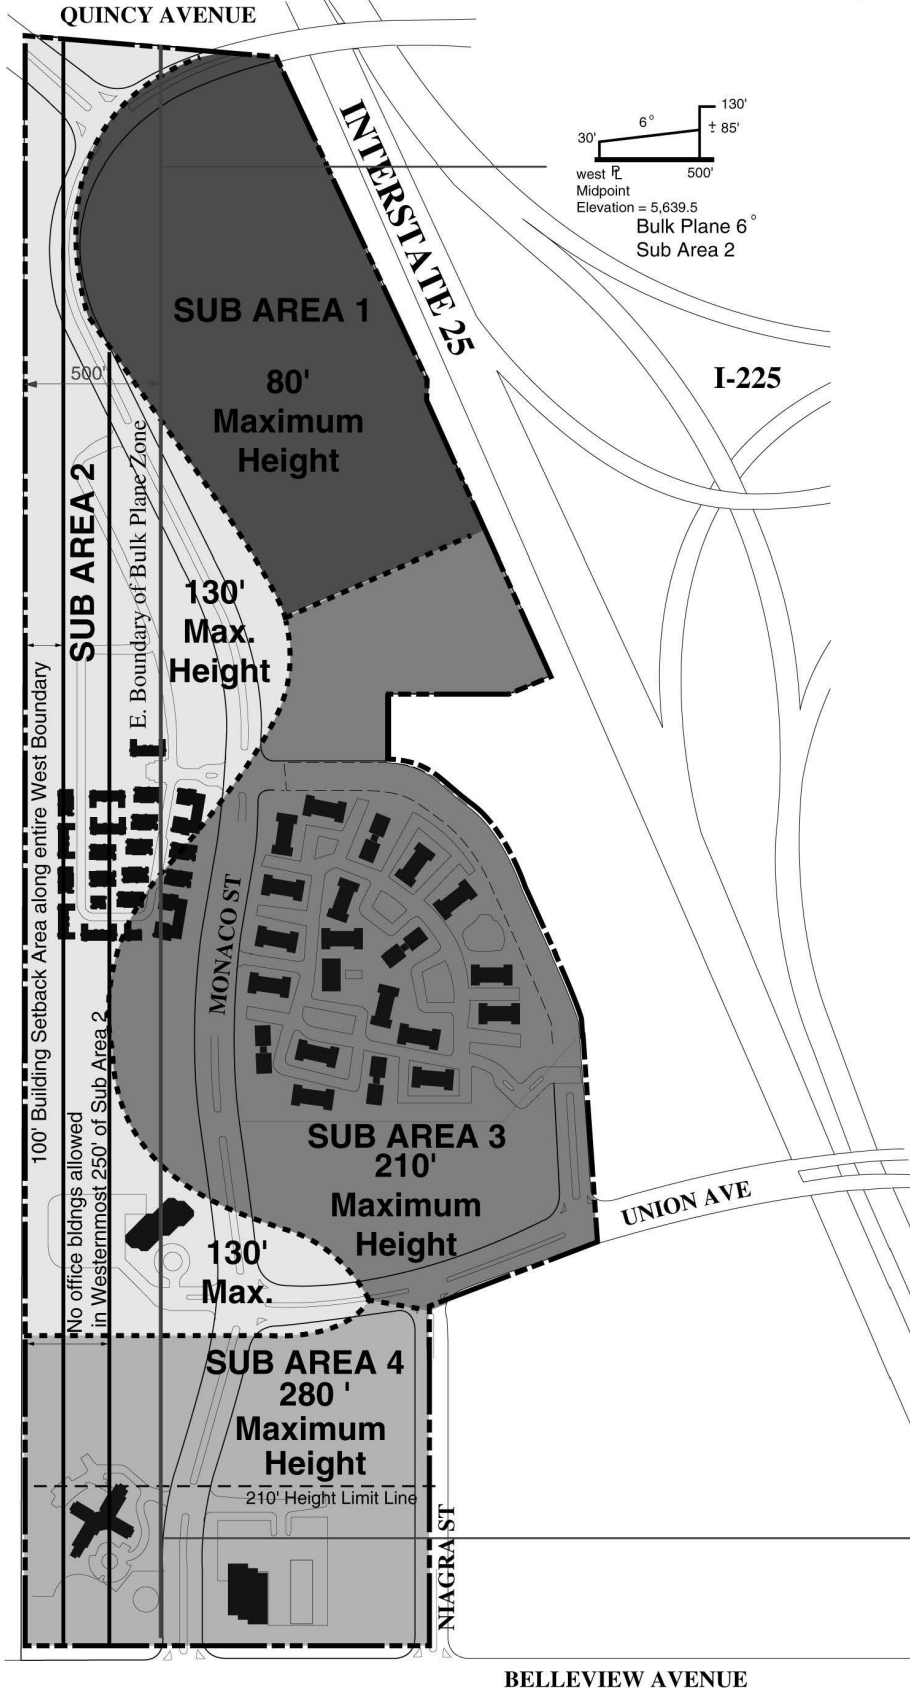 QUINCY AVENUE
INTERSTATE 25
130'
6°
± 85'
30'
west PL
500'
Midpoint
Elevation = 5,639.5
Bulk Plane 6°
Sub Area 2
SUB AREA 1
80'
Maximum
Height
I-225
500'
SUB AREA 2
E. Boundary of Bulk Plane Zone
130'
Max.
Height
100' Building Setback Area along entire West Boundary
MONACO ST
No office bldngs allowed
in Westernmost 250' of Sub Area 2
SUB AREA 3
210'
Maximum
Height
UNION AVE
130'
Max.
SUB AREA 4
280 '
Maximum
Height
210' Height Limit Line
NIAGRA ST
BELLEVIEW AVENUE